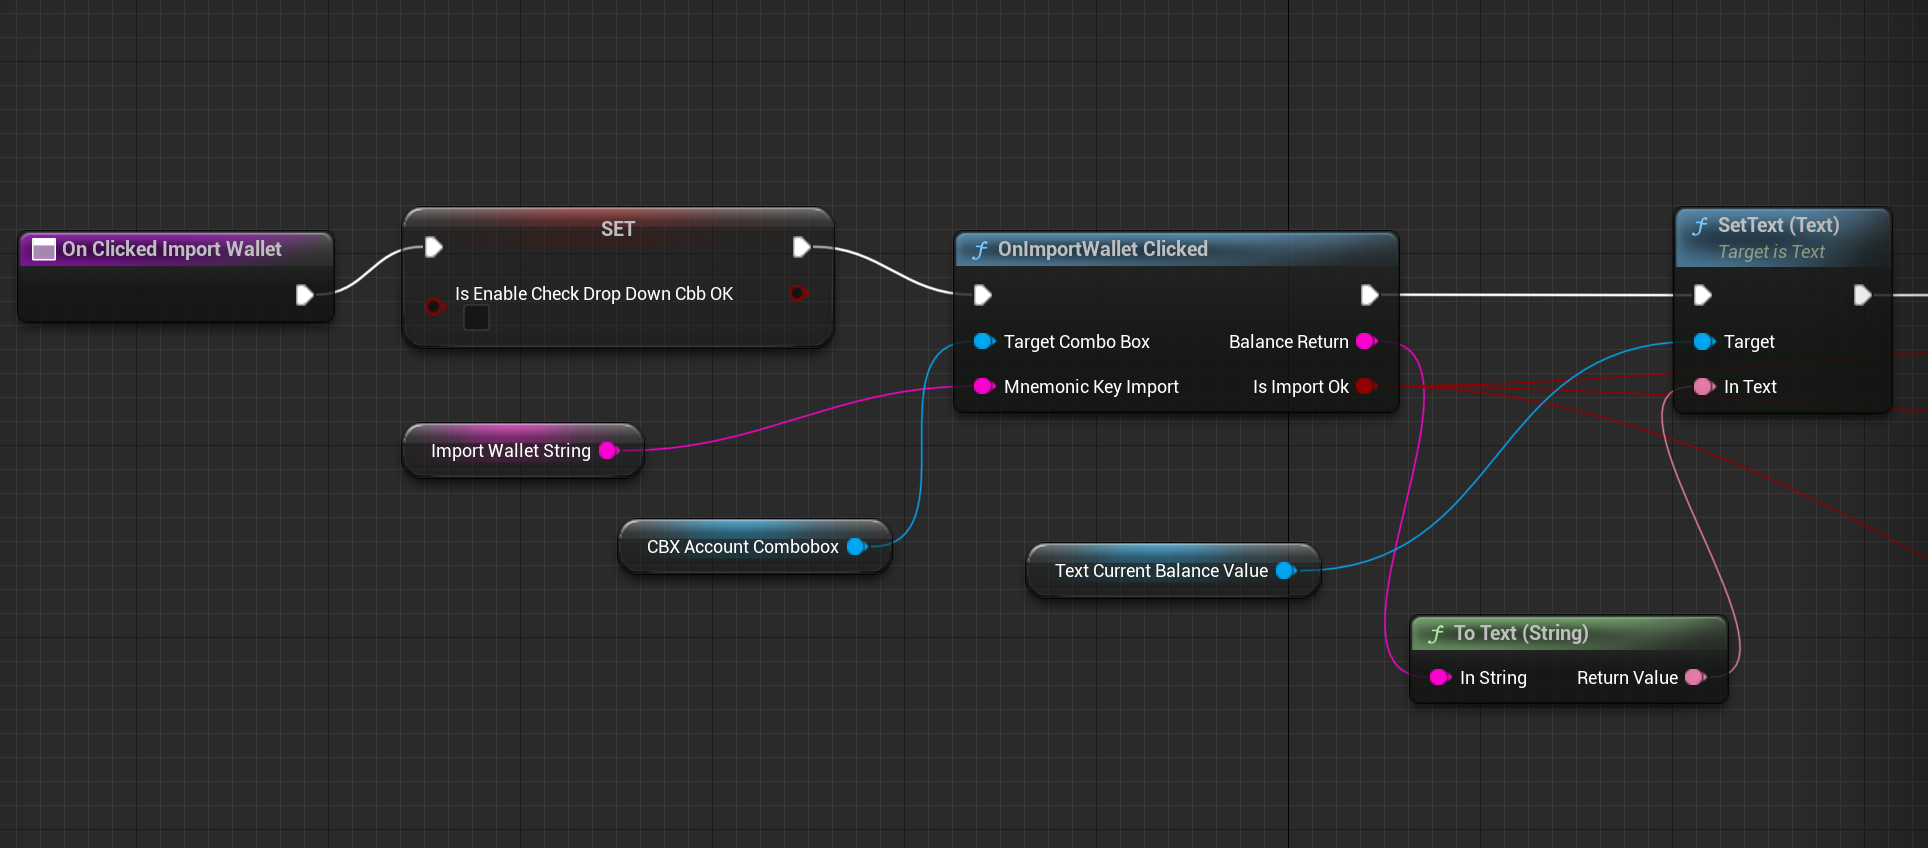 On Clicked Import Wallet
SET
Is Enable Check Drop Down Cbb OK
OnImportWallet Clicked
Target Combo Box
Balance Return
Mnemonic Key Import
Is Import Ok
SetText (Text)
Target is Text
Target
In Text
Import Wallet String
CBX Account Combobox
Text Current Balance Value
To Text (String)
In String
Return Value